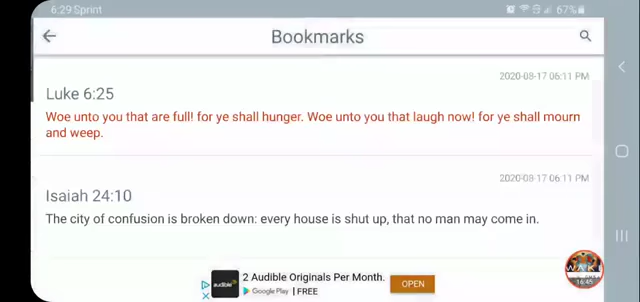 6:29 Sprint
67%
Bookmarks
2020-08-17 06:11 PM
Luke 6:25
Woe unto you that are full! for ye shall hunger. Woe unto you that laugh now! for ye shall mourn
and weep.
2020-08-17 06:11 PM
Isaiah 24:10
The city of confusion is broken down: every house is shut up, that no man may come in.
audible
2 Audible Originals Per Month.
Google Play | FREE
OPEN
WAKE
16:45